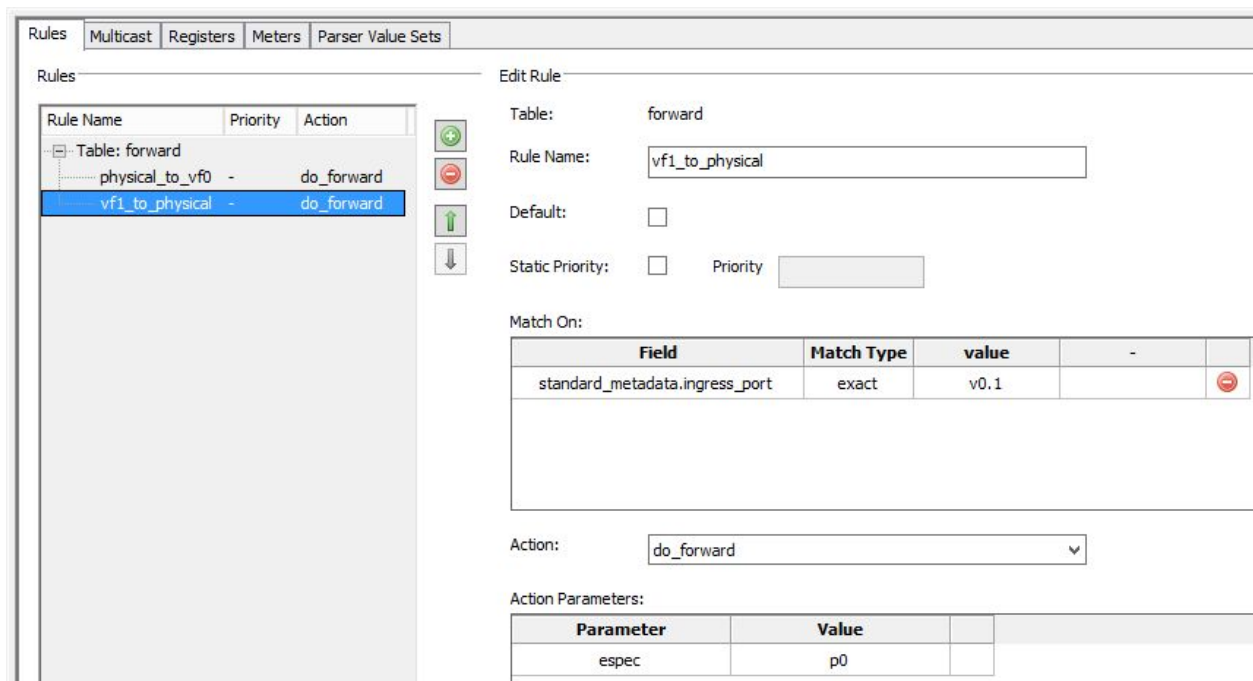 Rules Multicast Registers Meters Parser Value Sets
Rules
Rule Name Priority Action
Table: forward
physical_to_vf0 - do_forward
vf1_to_physical - do_forward
Edit Rule
Table: forward
Rule Name: vf1_to_physical
Default:
Static Priority: Priority
Match On:
Field Match Type value -
standard_metadata.ingress_port exact v0.1
Action: do_forward
Action Parameters:
Parameter Value
espec p0